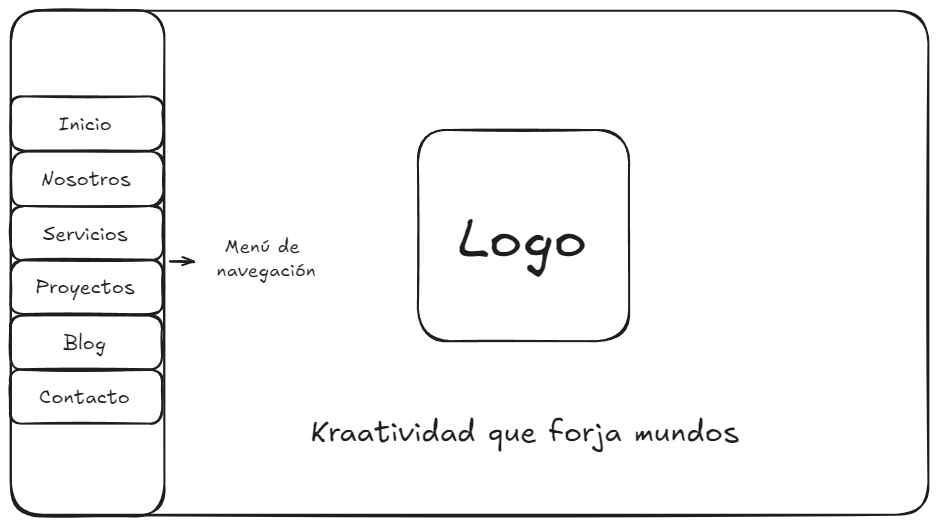 Inicio
Nosotros
Servicios
Proyectos
Blog
Contacto
Menú de
navegación
Logo
Kraatividad que forja mundos